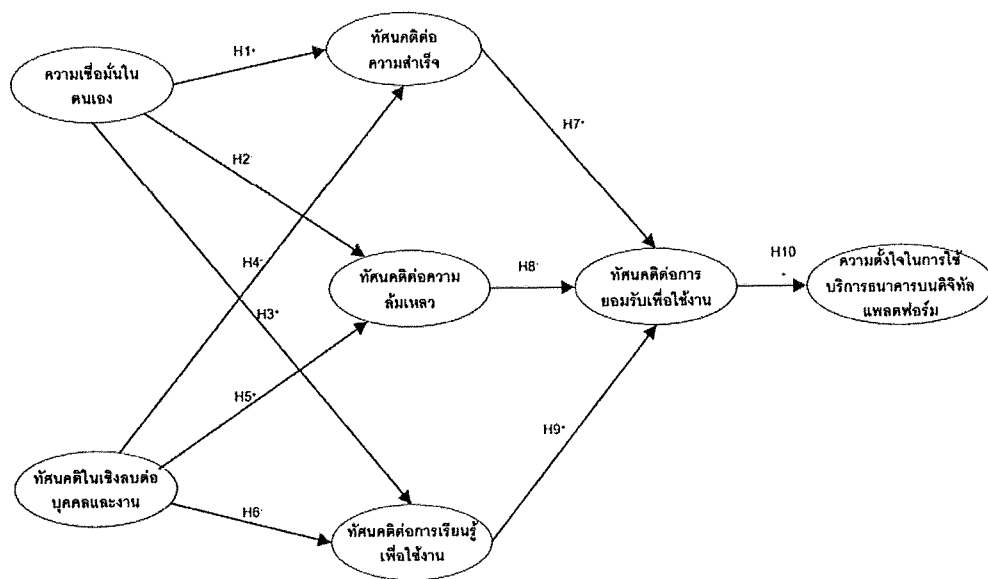 ทัศนคติต่อ
ความสำเร็จ
H1+
ความเชื่อมั่นใน
ตนเอง
H7+
H2-
H4-
ทัศนคติต่อความ
ล้มเหลว
H8-
ทัศนคติต่อการ
ยอมรับเพื่อใช้งาน
H10
+
ความตั้งใจในการใช้
บริการธนาคารบนดิจิทัล
แพลตฟอร์ม
H3+
H5+
H9+
ทัศนคติในเชิงลบต่อ
บุคคลและงาน
H6-
ทัศนคติต่อการเรียนรู้
เพื่อใช้งาน